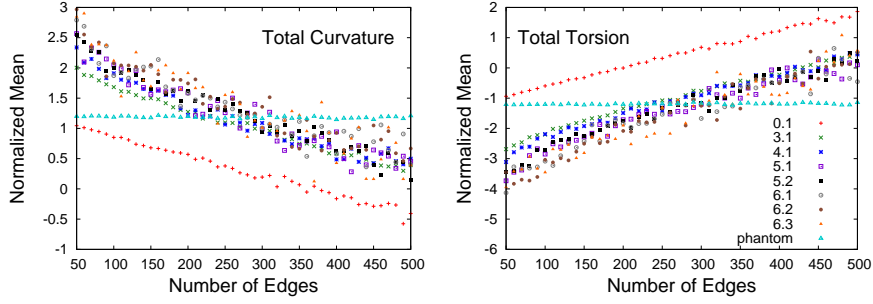 Total Curvature
Normalized Mean
3
2.5
2
1.5
1
0.5
0
-0.5
-1
50 100 150 200 250 300 350 400 450 500
Number of Edges
Total Torsion
Normalized Mean
2
1
0
-1
-2
-3
-4
-5
-6
50 100 150 200 250 300 350 400 450 500
Number of Edges
0.1
3.1
4.1
5.1
5.2
6.1
6.2
6.3
phantom